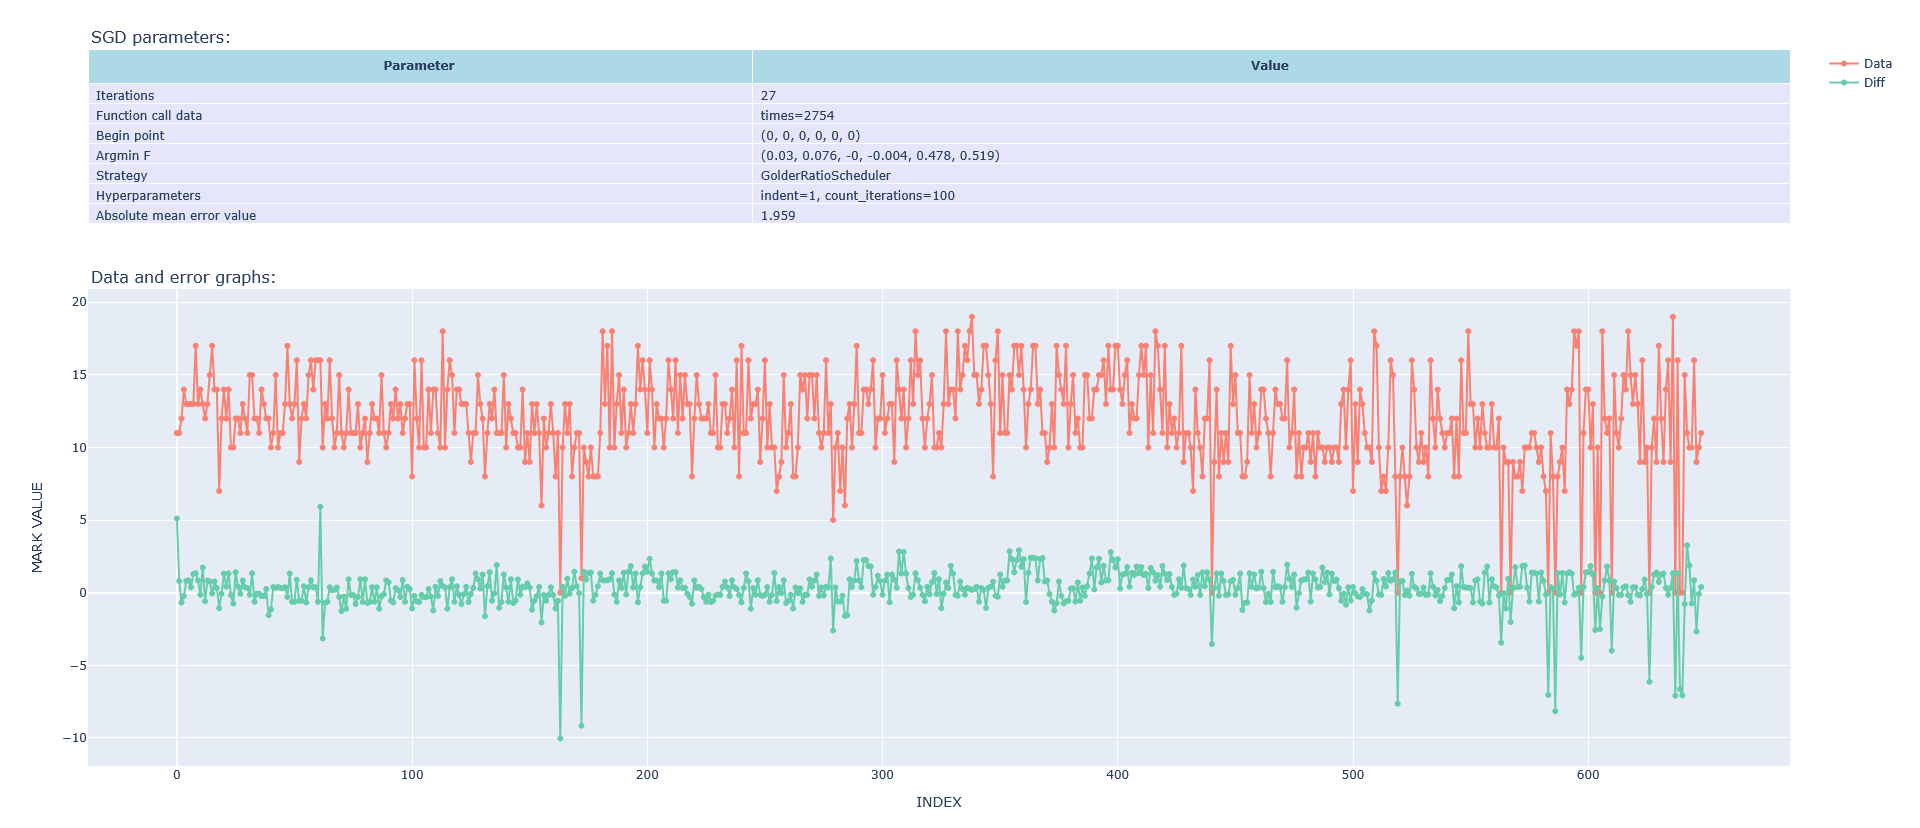 SGD parameters:
Parameter Value
Iterations 27
Function call data times=2754
Begin point (0, 0, 0, 0, 0, 0)
Argmin F (0.03, 0.076, -0, -0.004, 0.478, 0.519)
Strategy GolderRatioScheduler
Hyperparameters indent=1, count_iterations=100
Absolute mean error value 1.959
Data
Diff
Data and error graphs:
20
15
10
5
0
−5
−10
MARK VALUE
0 100 200 300 400 500 600
INDEX